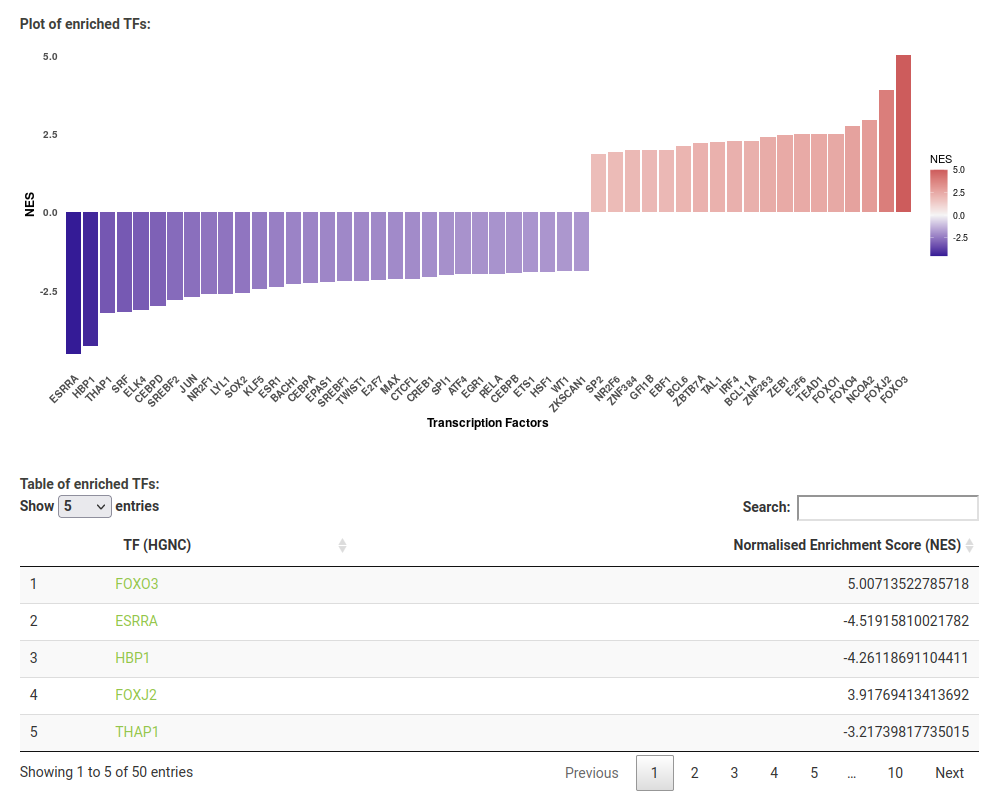 Plot of enriched TFs:
5.0
2.5
0.0
-2.5
NES
ESRRA HBP1 THAP1 SRF ELK4 CEBPD SREBF2 JUN NR2F1 LYL1 SOX2 KLF5 ESR1 BACH1 CEBPA EPAS1 SREBF1 TWIST1 E2F7 MAX CTCFL CREB1 SPI1 ATF4 EGR1 RELA CEBPB ETS1 HSF1 WT1 ZKSCAN1 SP2 NR2F6 ZNF384 GFI1B EBF1 BCL6 ZBTB7A TAL1 IRF4 BCL11A ZNF263 ZEB1 E2F6 TEAD1 FOXO1 FOXO4 NCOA2 FOXJ2 FOXO3
Transcription Factors
NES
5.0
2.5
0.0
-2.5
Table of enriched TFs:
Show 5 entries
Search:
TF (HGNC) Normalised Enrichment Score (NES)
1 FOXO3 5.00713522785718
2 ESRRA -4.51915810021782
3 HBP1 -4.26118691104411
4 FOXJ2 3.91769413413692
5 THAP1 -3.21739817735015
Showing 1 to 5 of 50 entries
Previous 1 2 3 4 5 … 10 Next